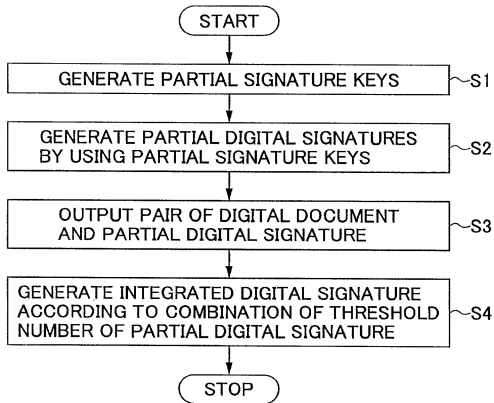 START
GENERATE PARTIAL SIGNATURE KEYS
S1
GENERATE PARTIAL DIGITAL SIGNATURES
BY USING PARTIAL SIGNATURE KEYS
S2
OUTPUT PAIR OF DIGITAL DOCUMENT
AND PARTIAL DIGITAL SIGNATURE
S3
GENERATE INTEGRATED DIGITAL SIGNATURE
ACCORDING TO COMBINATION OF THRESHOLD
NUMBER OF PARTIAL DIGITAL SIGNATURE
S4
STOP